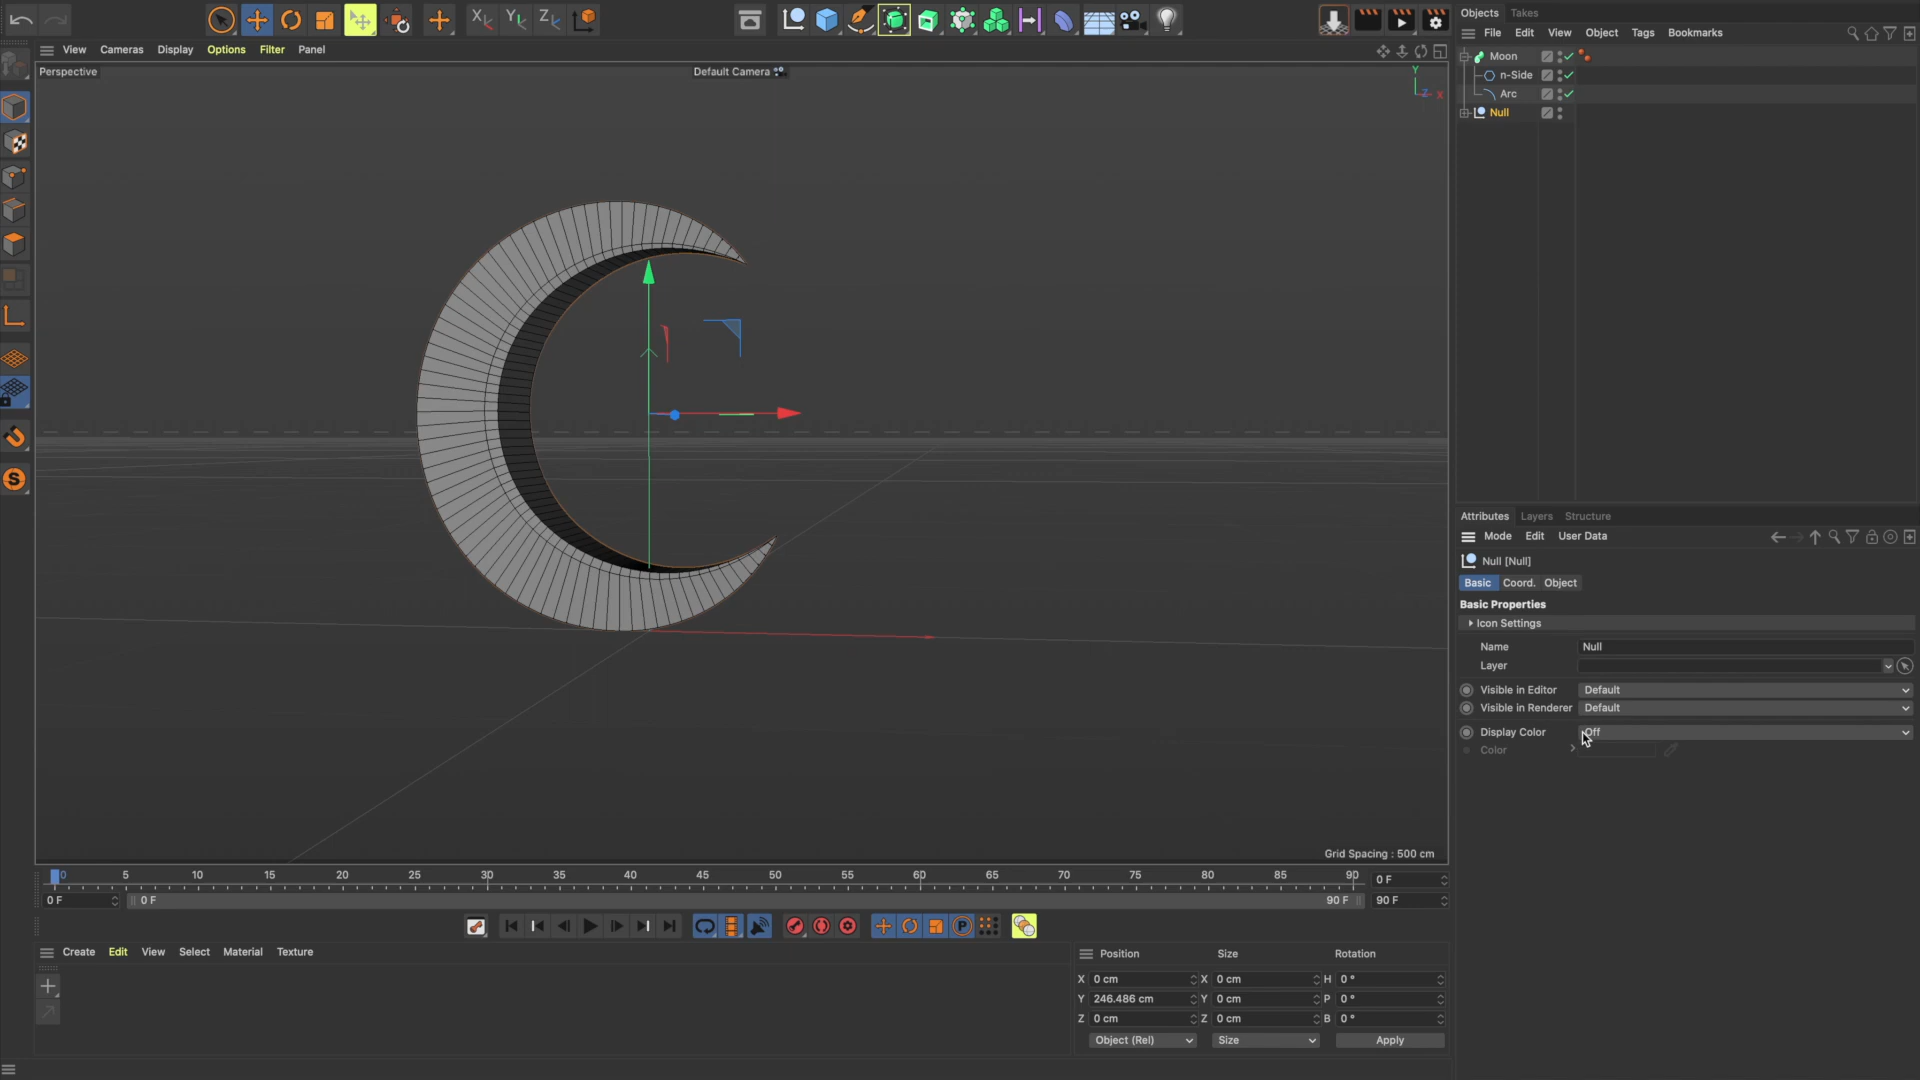 Objects Takes
File Edit View Object Tags Bookmarks
View Cameras Display Options Filter Panel
Perspective
Default Camera
Y
Z X
Moon
n-Side
Arc
Null
Grid Spacing : 500 cm
Attributes Layers Structure
Mode Edit User Data
Null [Null]
Basic Coord. Object
Basic Properties
Icon Settings
Name Null
Layer
Visible in Editor Default
Visible in Renderer Default
Display Color Off
Color
0 5 10 15 20 25 30 35 40 45 50 55 60 65 70 75 80 85 90 0 F
0 F 0 F 90 F 90 F
Create Edit View Select Material Texture
Position Size Rotation
X 0 cm X 0 cm H 0 °
Y 246.486 cm Y 0 cm P 0 °
Z 0 cm Z 0 cm B 0 °
Object (Rel) Size Apply